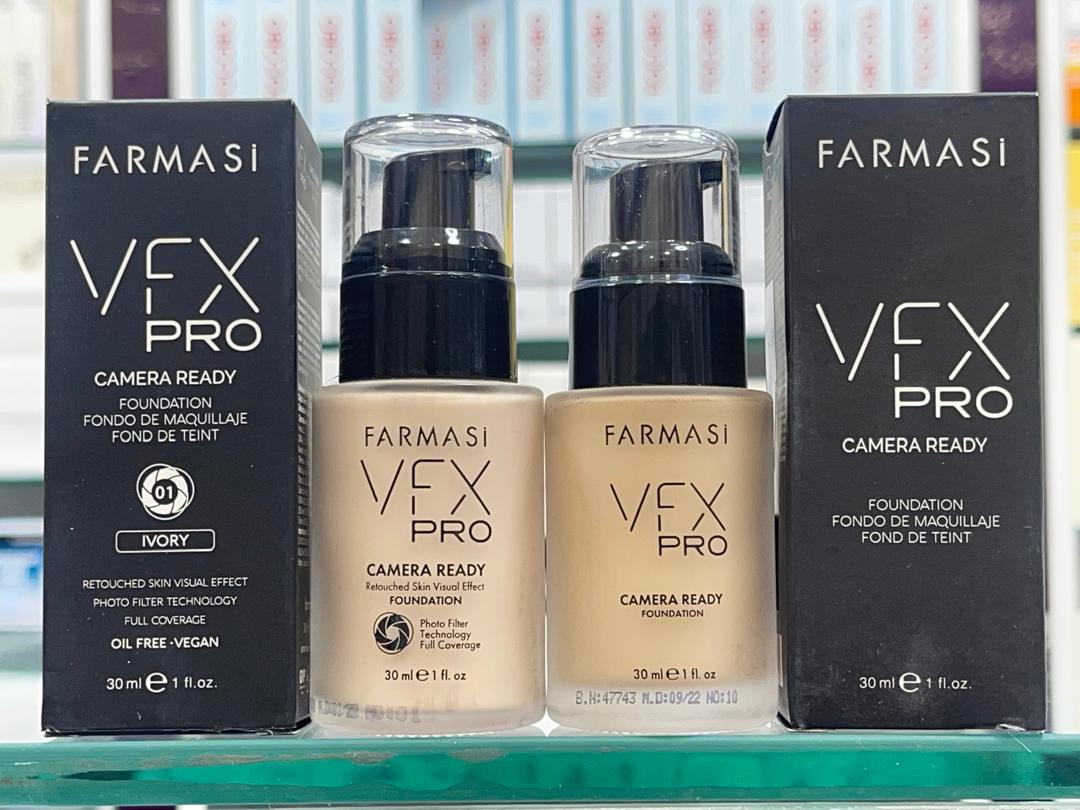 FARMASi
VFX
PRO
CAMERA READY
FOUNDATION
FONDO DE MAQUILLAJE
FOND DE TEINT
01
IVORY
RETOUCHED SKIN VISUAL EFFECT
PHOTO FILTER TECHNOLOGY
FULL COVERAGE
OIL FREE · VEGAN
30 ml e 1 fl.oz.
FARMASi
VFX
PRO
CAMERA READY
Retouched Skin Visual Effect
FOUNDATION
Photo Filter
Technology
Full Coverage
30 ml e 1 fl. oz
FARMASi
VFX
PRO
CAMERA READY
FOUNDATION
30 ml e 1 fl. oz
B.N:47743 M.D:09/22 NO:10
FARMASi
VFX
PRO
CAMERA READY
FOUNDATION
FONDO DE MAQUILLAJE
FOND DE TEINT
30 ml e 1 fl.oz.